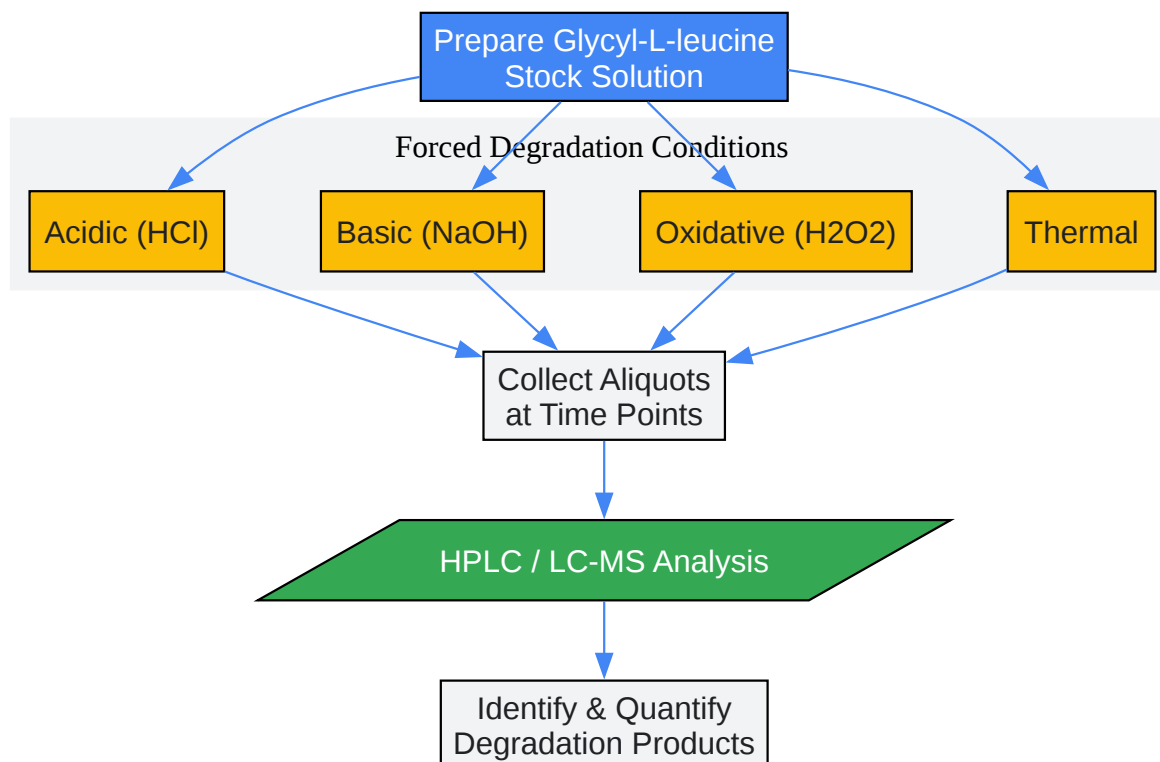 Prepare Glycyl-L-leucine
Stock Solution
Forced Degradation Conditions
Acidic (HCl)
Basic (NaOH)
Oxidative (H2O2)
Thermal
Collect Aliquots
at Time Points
HPLC / LC-MS Analysis
Identify & Quantify
Degradation Products